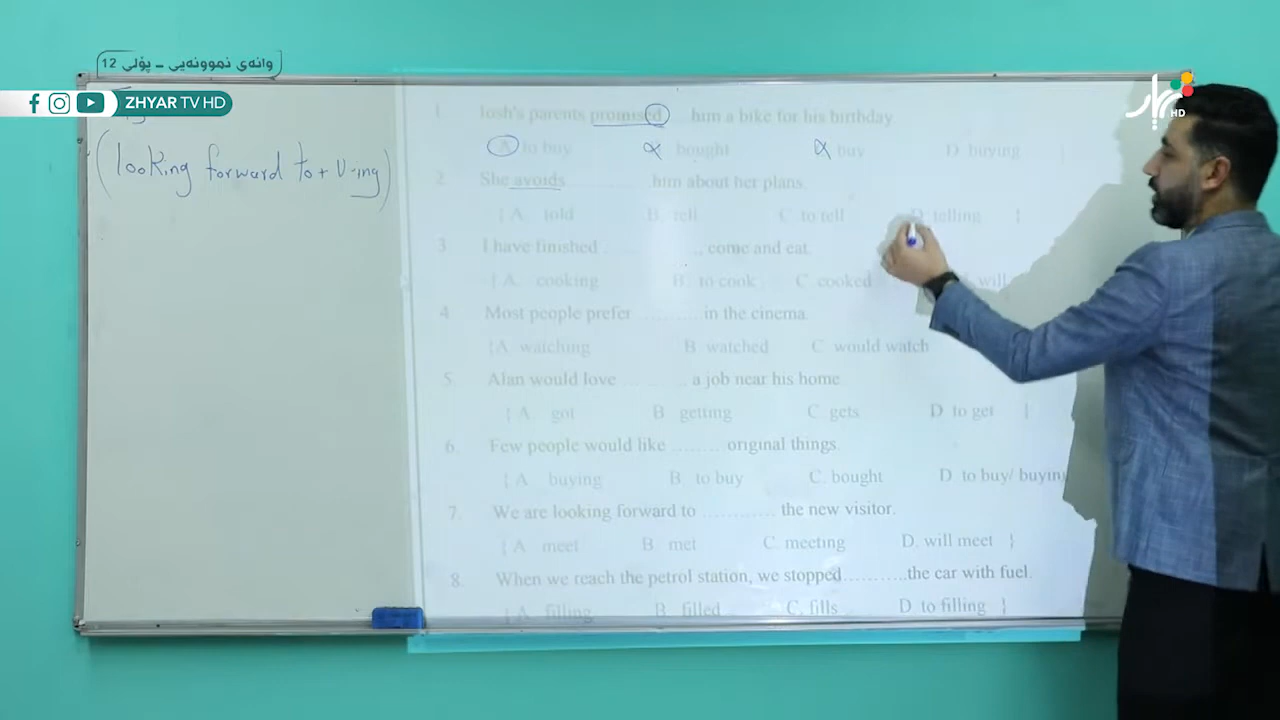 وانەی نموونەیی - پۆلی 12
ZHYAR TV HD
ژیار HD
(looking forward to + V-ing)
1. Josh's parents promised ... him a bike for his birthday
A to buy bought buy D buying
2. She avoids ............ him about her plans.
{ A. told B. tell C. to tell D. telling }
3. I have finished ............, come and eat.
{ A. cooking B. to cook C. cooked will
4. Most people prefer ............ in the cinema.
{A watching B watched C would watch
5. Alan would love ............ a job near his home
{ A. got B getting C. gets D to get }
6. Few people would like ......... original things.
{ A buying B. to buy C. bought D to buy/ buying
7. We are looking forward to ............ the new visitor.
{ A meet B. met C. meeting D. will meet }
8. When we reach the petrol station, we stopped...........the car with fuel.
{ A. filling B. filled C. fills D. to filling }